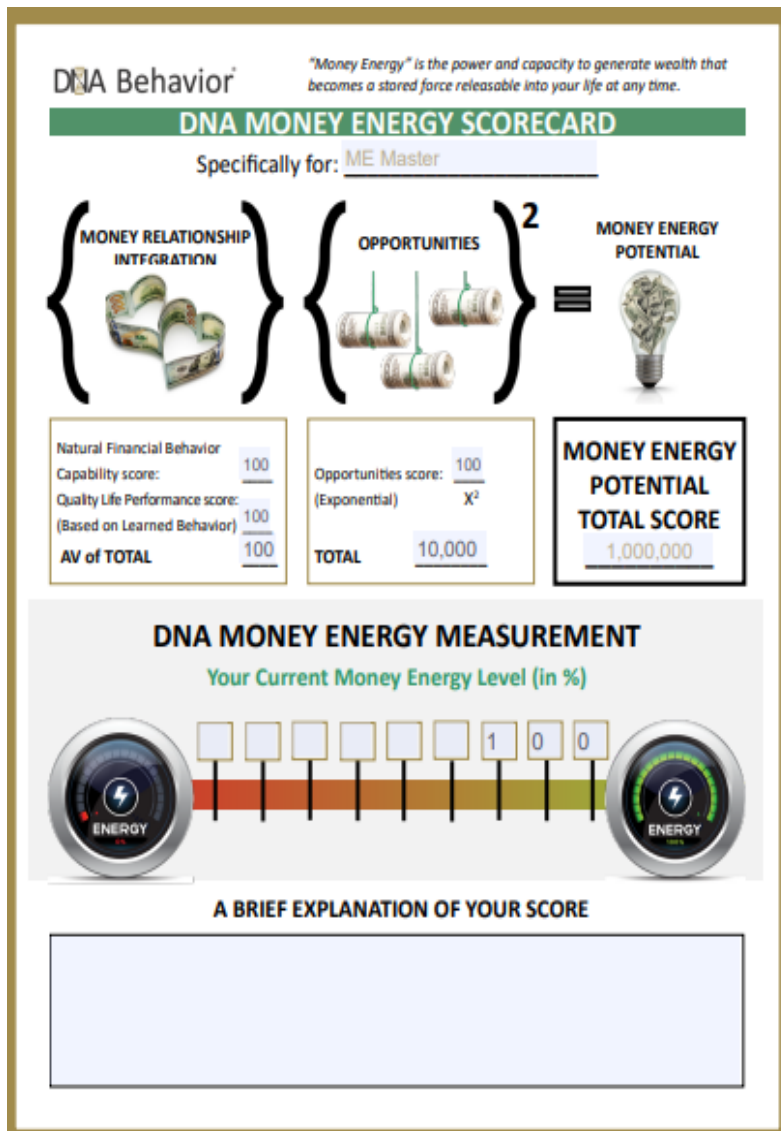 DNA Behavior®
"Money Energy" is the power and capacity to generate wealth that
becomes a stored force releasable into your life at any time.
DNA MONEY ENERGY SCORECARD
Specifically for: ME Master
MONEY RELATIONSHIP
INTEGRATION
OPPORTUNITIES
2
MONEY ENERGY
POTENTIAL
=
Natural Financial Behavior
Capability score: 100
Quality Life Performance score:
(Based on Learned Behavior) 100
AV of TOTAL 100
Opportunities score: 100
(Exponential) X²
TOTAL 10,000
MONEY ENERGY
POTENTIAL
TOTAL SCORE
1,000,000
DNA MONEY ENERGY MEASUREMENT
Your Current Money Energy Level (in %)
1 0 0
ENERGY
ENERGY
100%
A BRIEF EXPLANATION OF YOUR SCORE